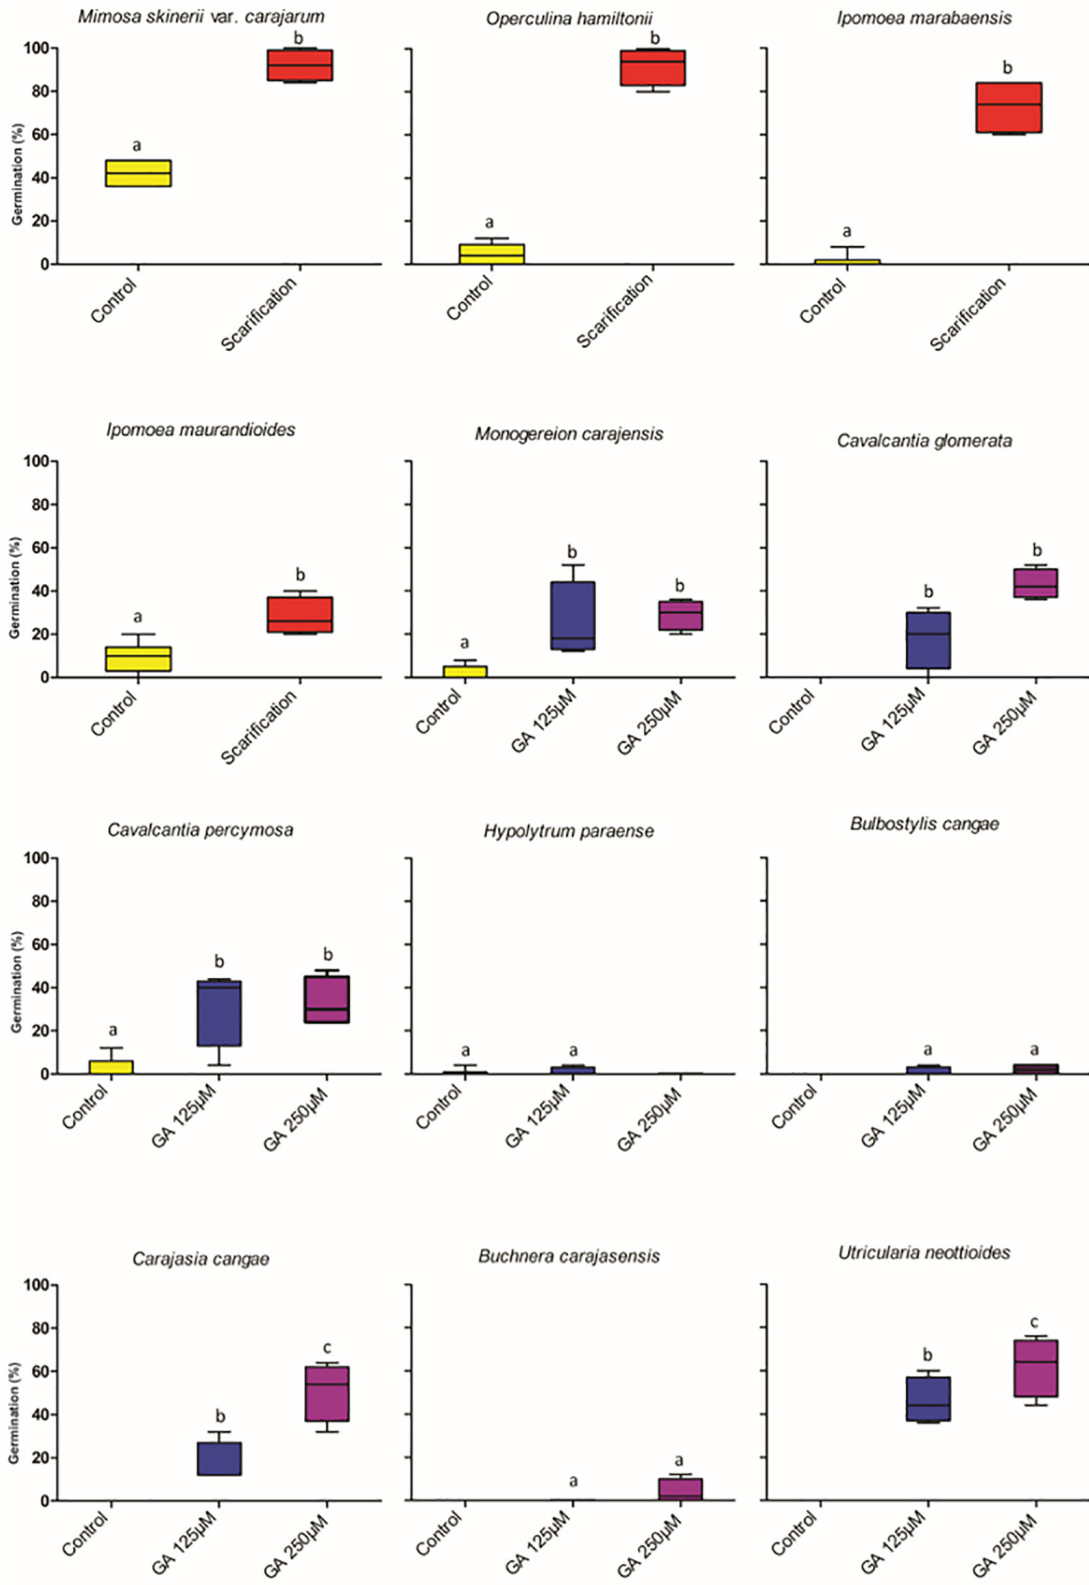 Mimosa skinerii var. carajarum
Operculina hamiltonii
Ipomoea marabaensis
Germination (%)
100
80
60
40
20
0
a
b
a
b
a
b
Control
Scarification
Control
Scarification
Control
Scarification
Ipomoea maurandioides
Monogereion carajensis
Cavalcantia glomerata
Germination (%)
100
80
60
40
20
0
a
b
a
b
b
b
b
Control
Scarification
Control
GA 125µM
GA 250µM
Control
GA 125µM
GA 250µM
Cavalcantia percymosa
Hypolytrum paraense
Bulbostylis cangae
Germination (%)
100
80
60
40
20
0
a
b
b
a
a
a
a
Control
GA 125µM
GA 250µM
Control
GA 125µM
GA 250µM
Control
GA 125µM
GA 250µM
Carajasia cangae
Buchnera carajasensis
Utricularia neottioides
Germination (%)
100
80
60
40
20
0
b
c
a
a
b
c
Control
GA 125µM
GA 250µM
Control
GA 125µM
GA 250µM
Control
GA 125µM
GA 250µM